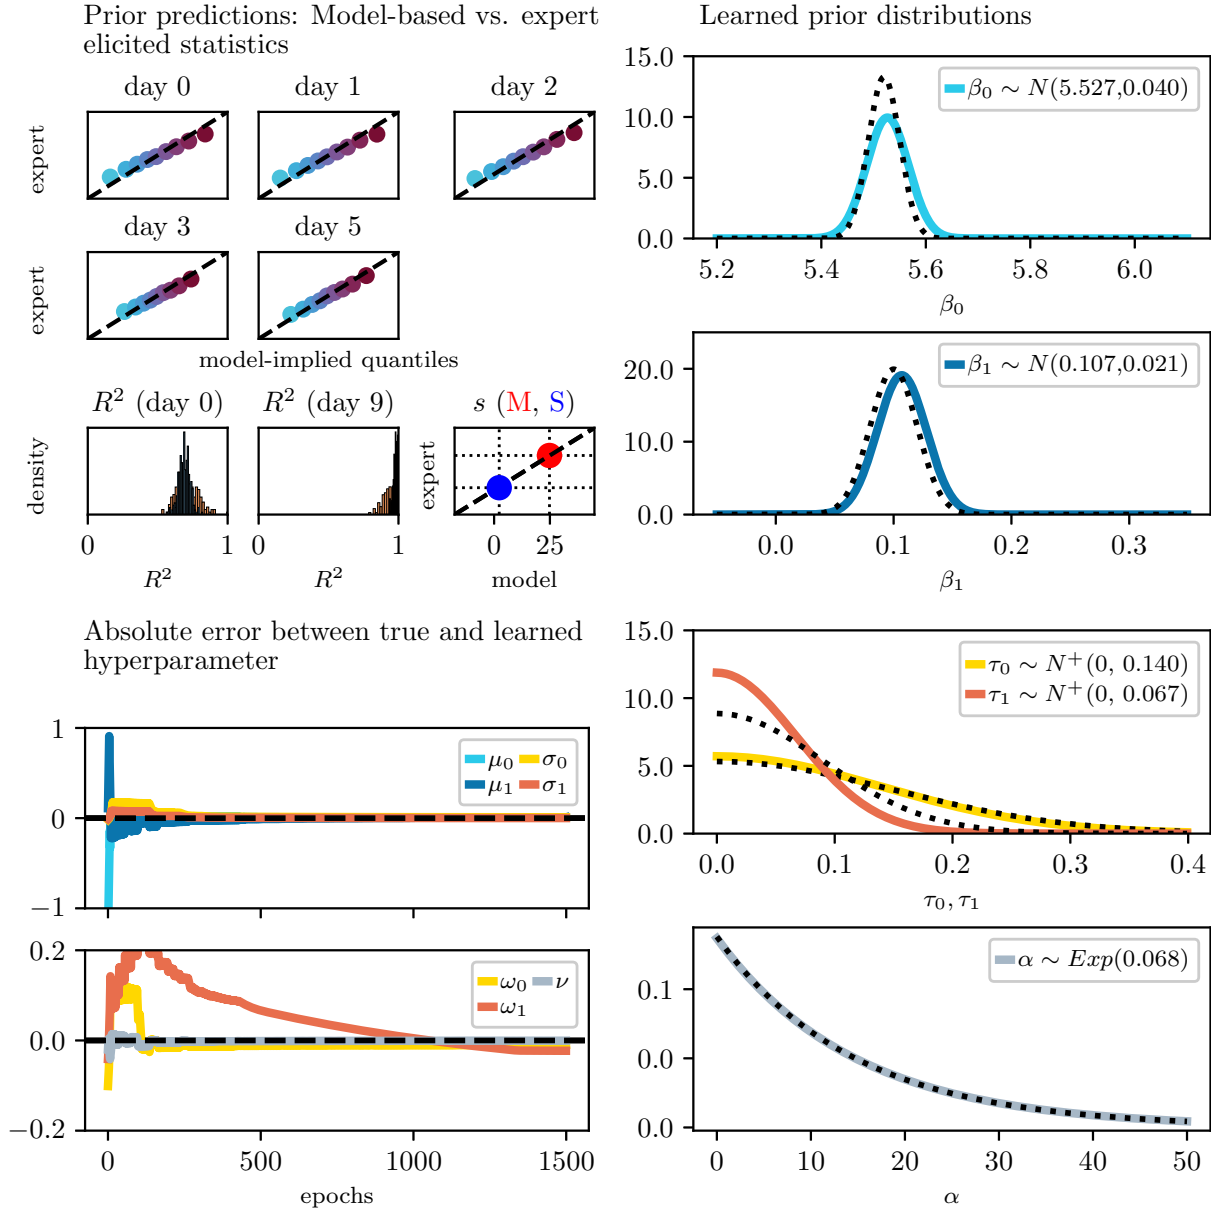 Prior predictions: Model-based vs. expert
elicited statistics
day 0
day 1
day 2
expert
day 3
day 5
expert
model-implied quantiles
R² (day 0)
R² (day 9)
s (M, S)
density
expert
0
1
0
1
0
25
R²
R²
model
Absolute error between true and learned
hyperparameter
1
0
−1
μ₀
σ₀
μ₁
σ₁
0.2
0.0
−0.2
ω₀
ν
ω₁
0
500
1000
1500
epochs
Learned prior distributions
15.0
10.0
5.0
0.0
β₀ ∼ N(5.527,0.040)
5.2
5.4
5.6
5.8
6.0
β₀
20.0
10.0
0.0
β₁ ∼ N(0.107,0.021)
0.0
0.1
0.2
0.3
β₁
15.0
10.0
5.0
0.0
τ₀ ∼ N⁺(0, 0.140)
τ₁ ∼ N⁺(0, 0.067)
0.0
0.1
0.2
0.3
0.4
τ₀, τ₁
0.1
0.0
0.0
α ∼ Exp(0.068)
0
10
20
30
40
50
α